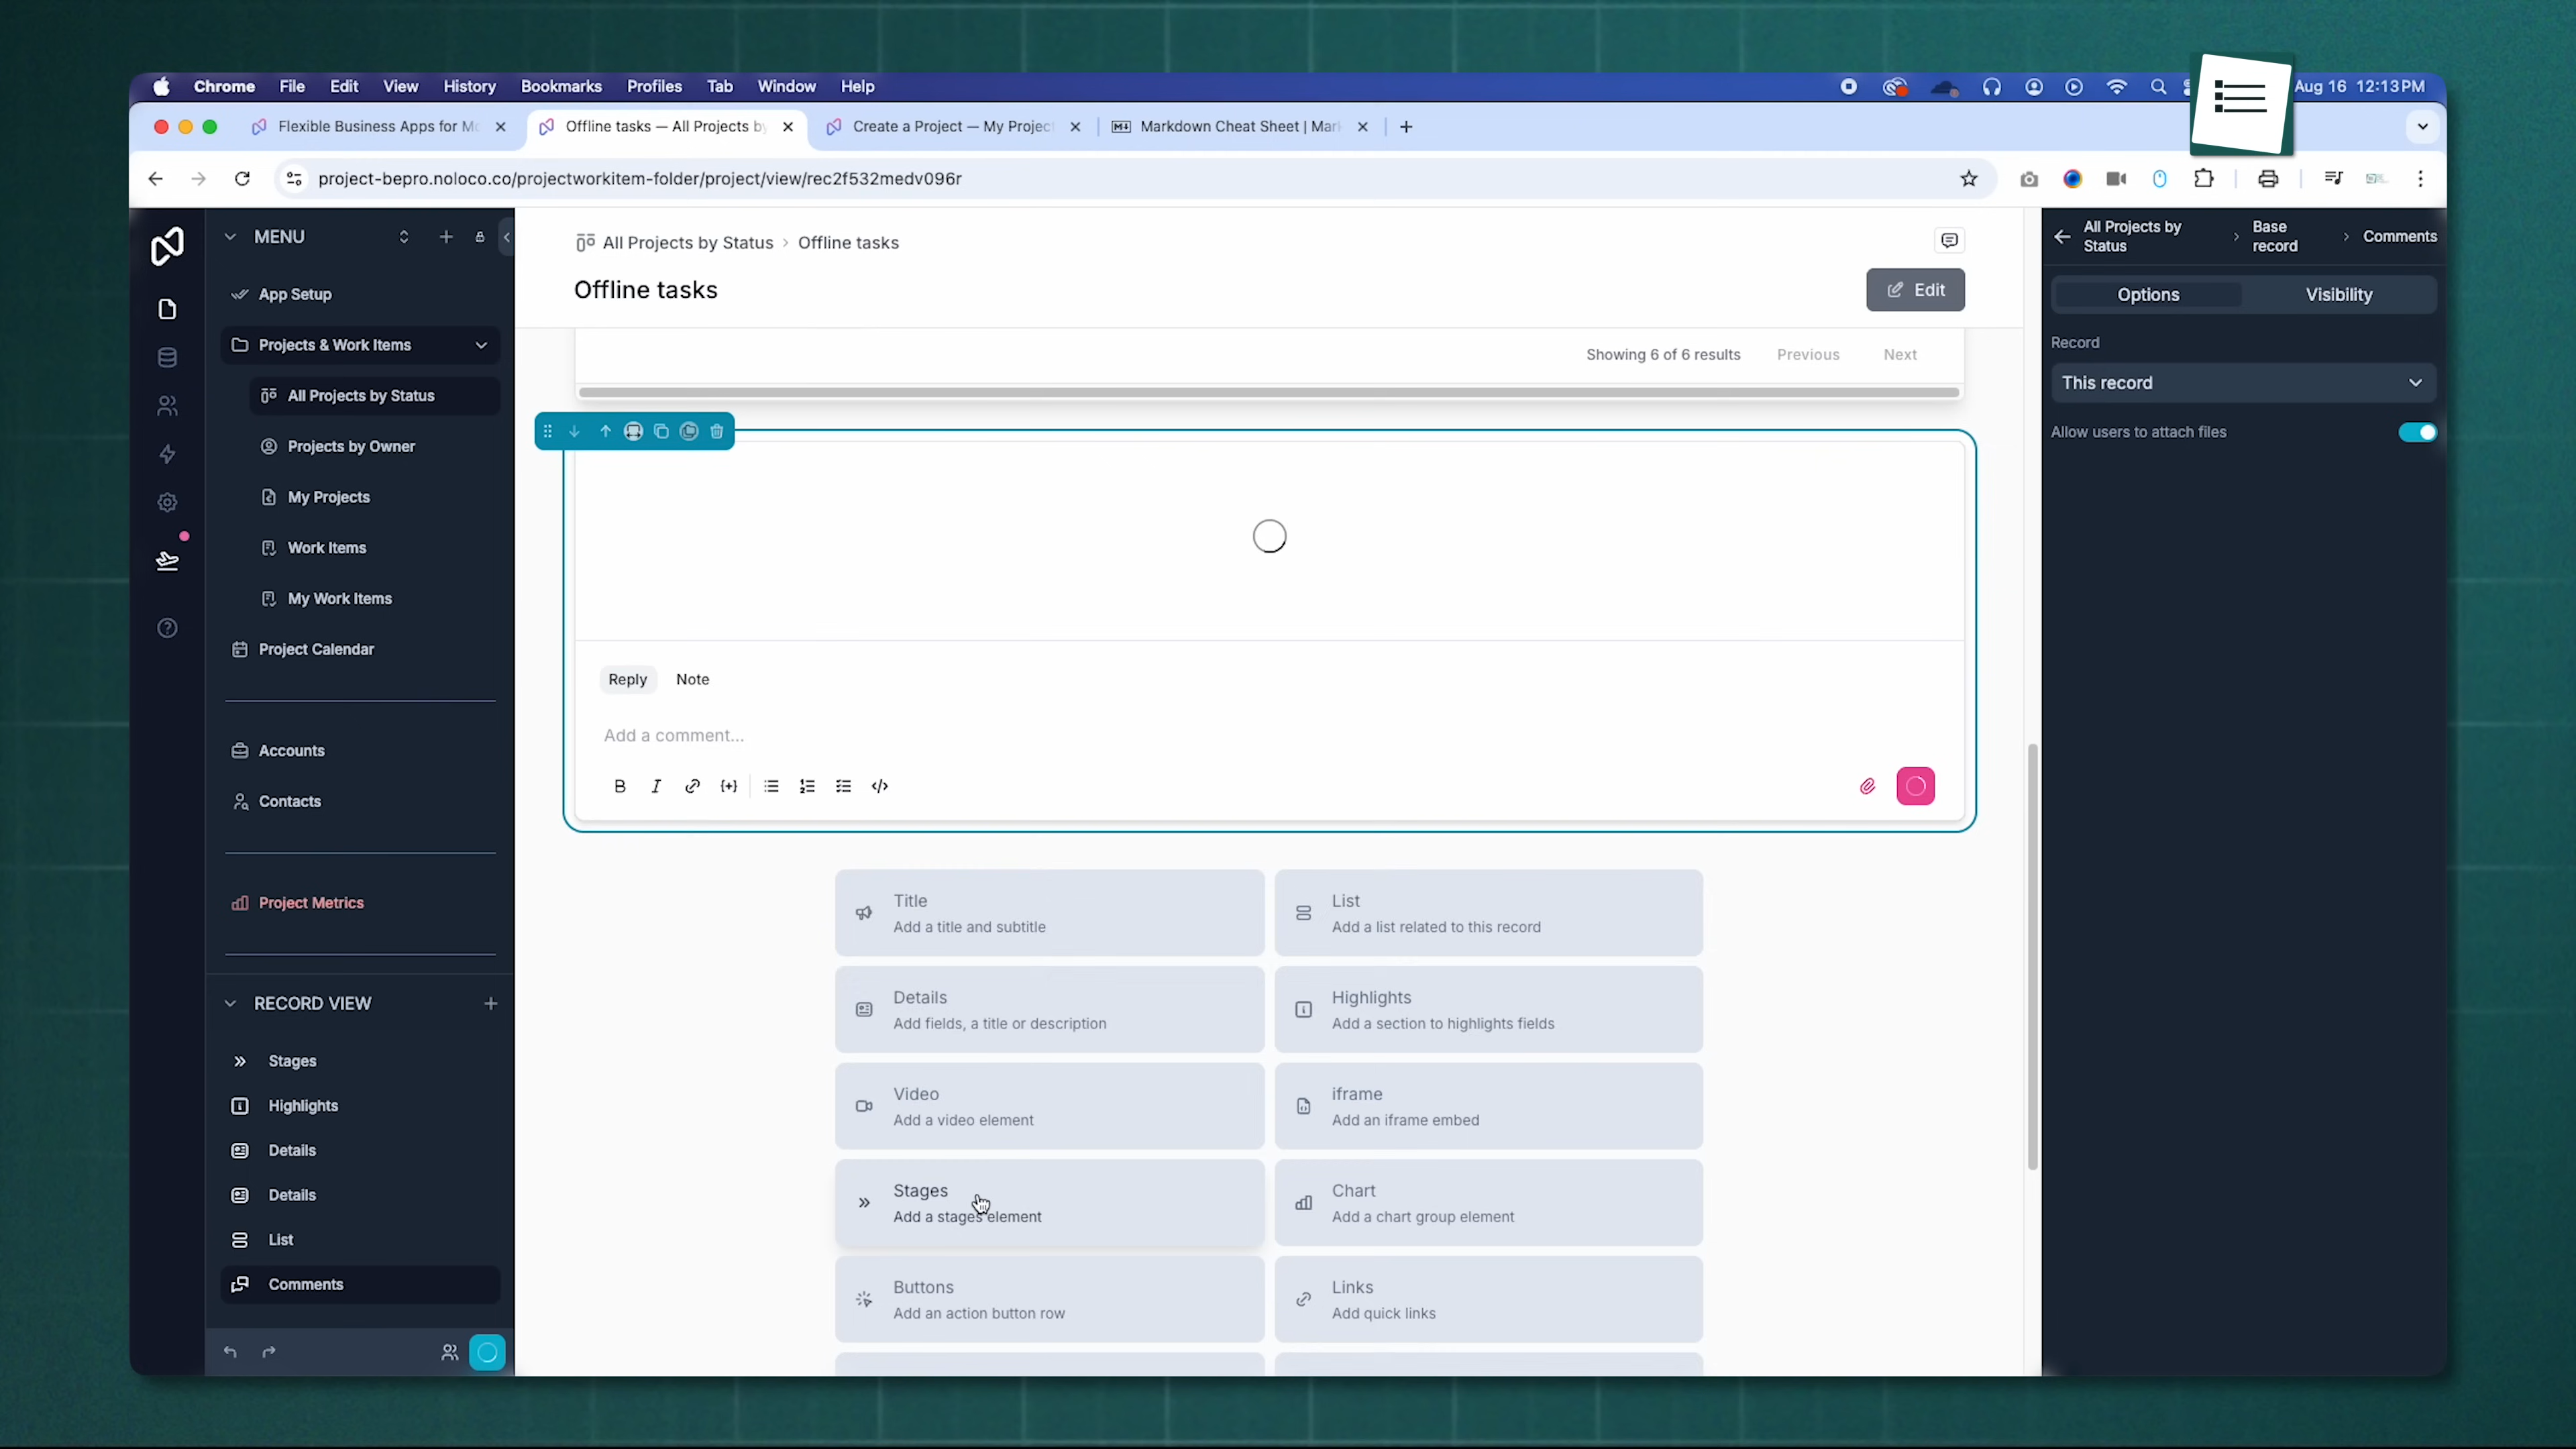 Chrome File Edit View History Bookmarks Profiles Tab Window Help Aug 16 12:13 PM
Flexible Business Apps for Mo Offline tasks — All Projects by Create a Project — My Project Markdown Cheat Sheet | Mar
project-bepro.noloco.co/projectworkitem-folder/project/view/rec2f532medv096r
MENU
App Setup
Projects & Work Items
All Projects by Status
Projects by Owner
My Projects
Work Items
My Work Items
Project Calendar
Accounts
Contacts
Project Metrics
RECORD VIEW
Stages
Highlights
Details
Details
List
Comments
All Projects by Status › Offline tasks
Offline tasks
Edit
Showing 6 of 6 results Previous Next
Reply Note
Add a comment...
B I
Title
Add a title and subtitle
List
Add a list related to this record
Details
Add fields, a title or description
Highlights
Add a section to highlights fields
Video
Add a video element
iframe
Add an iframe embed
Stages
Add a stages element
Chart
Add a chart group element
Buttons
Add an action button row
Links
Add quick links
All Projects by
Status
Base
record
Comments
Options Visibility
Record
This record
Allow users to attach files